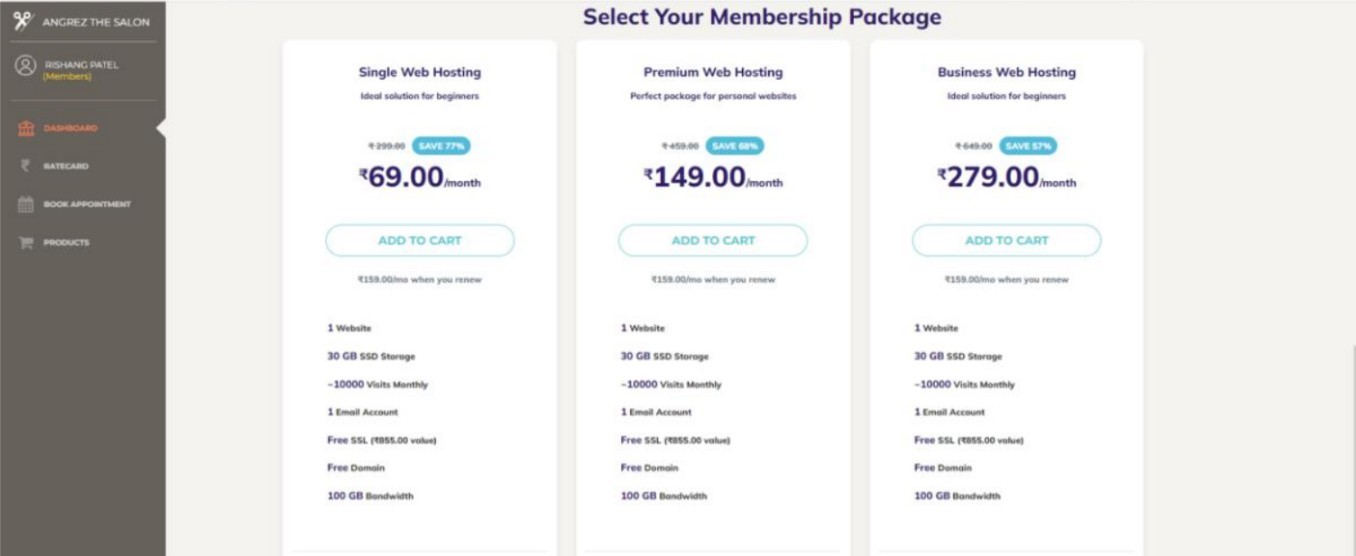 ANGREZ THE SALON
RISHANG PATEL
(Members)
DASHBOARD
RATECARD
BOOK APPOINTMENT
PRODUCTS
Select Your Membership Package
Single Web Hosting
Ideal solution for beginners
₹299.00 SAVE 77%
₹69.00/month
ADD TO CART
₹159.00/mo when you renew
1 Website
30 GB SSD Storage
~10000 Visits Monthly
1 Email Account
Free SSL (₹855.00 value)
Free Domain
100 GB Bandwidth
Premium Web Hosting
Perfect package for personal websites
₹459.00 SAVE 68%
₹149.00/month
ADD TO CART
₹159.00/mo when you renew
1 Website
30 GB SSD Storage
~10000 Visits Monthly
1 Email Account
Free SSL (₹855.00 value)
Free Domain
100 GB Bandwidth
Business Web Hosting
Ideal solution for beginners
₹649.00 SAVE 57%
₹279.00/month
ADD TO CART
₹159.00/mo when you renew
1 Website
30 GB SSD Storage
~10000 Visits Monthly
1 Email Account
Free SSL (₹855.00 value)
Free Domain
100 GB Bandwidth